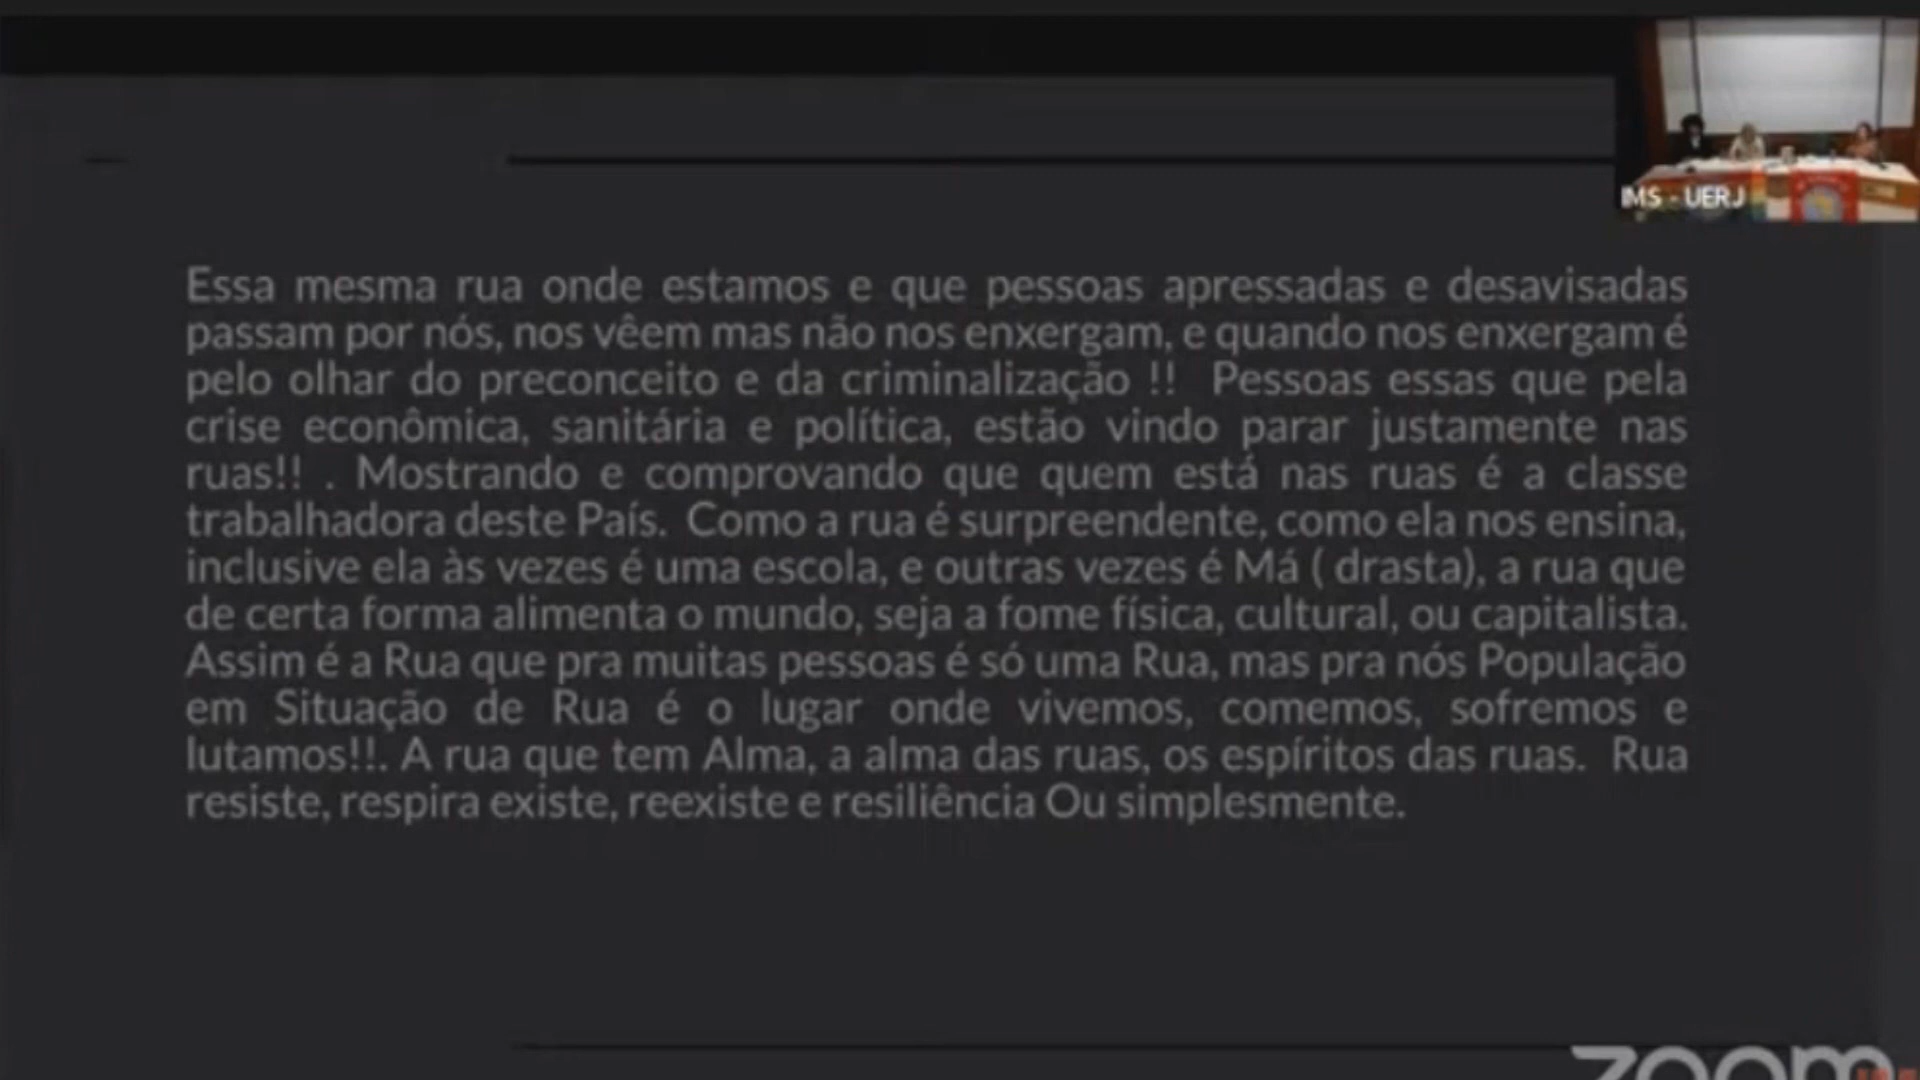 IMS - UERJ
Essa mesma rua onde estamos e que pessoas apressadas e desavisadas
passam por nós, nos vêem mas não nos enxergam, e quando nos enxergam é
pelo olhar do preconceito e da criminalização !! Pessoas essas que pela
crise econômica, sanitária e política, estão vindo parar justamente nas
ruas!! . Mostrando e comprovando que quem está nas ruas é a classe
trabalhadora deste País. Como a rua é surpreendente, como ela nos ensina,
inclusive ela às vezes é uma escola, e outras vezes é Má ( drasta), a rua que
de certa forma alimenta o mundo, seja a fome física, cultural, ou capitalista.
Assim é a Rua que pra muitas pessoas é só uma Rua, mas pra nós População
em Situação de Rua é o lugar onde vivemos, comemos, sofremos e
lutamos!!. A rua que tem Alma, a alma das ruas, os espíritos das ruas. Rua
resiste, respira existe, reexiste e resiliência Ou simplesmente.
zoom